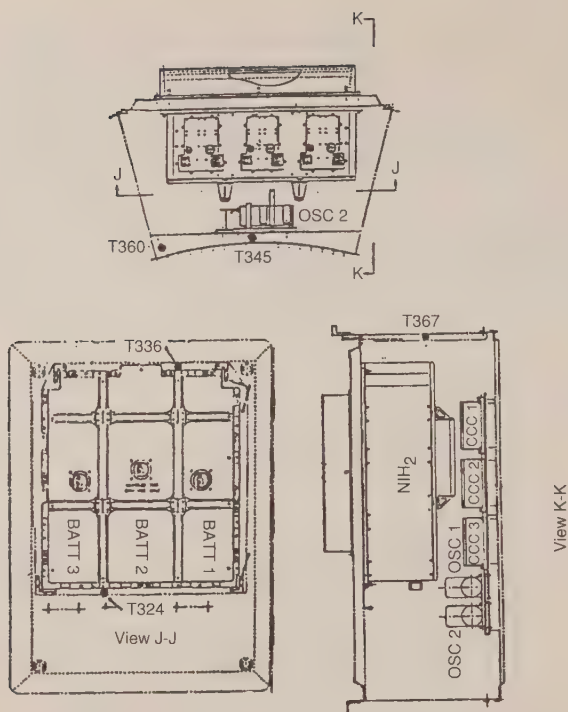 K
J
J
OSC 2
T360
T345
K
T336
BATT 3
BATT 2
BATT 1
T324
View J-J
T367
NIH2
CCC 1
CCC 2
CCC 3
OSC 1
OSC 2
View K-K